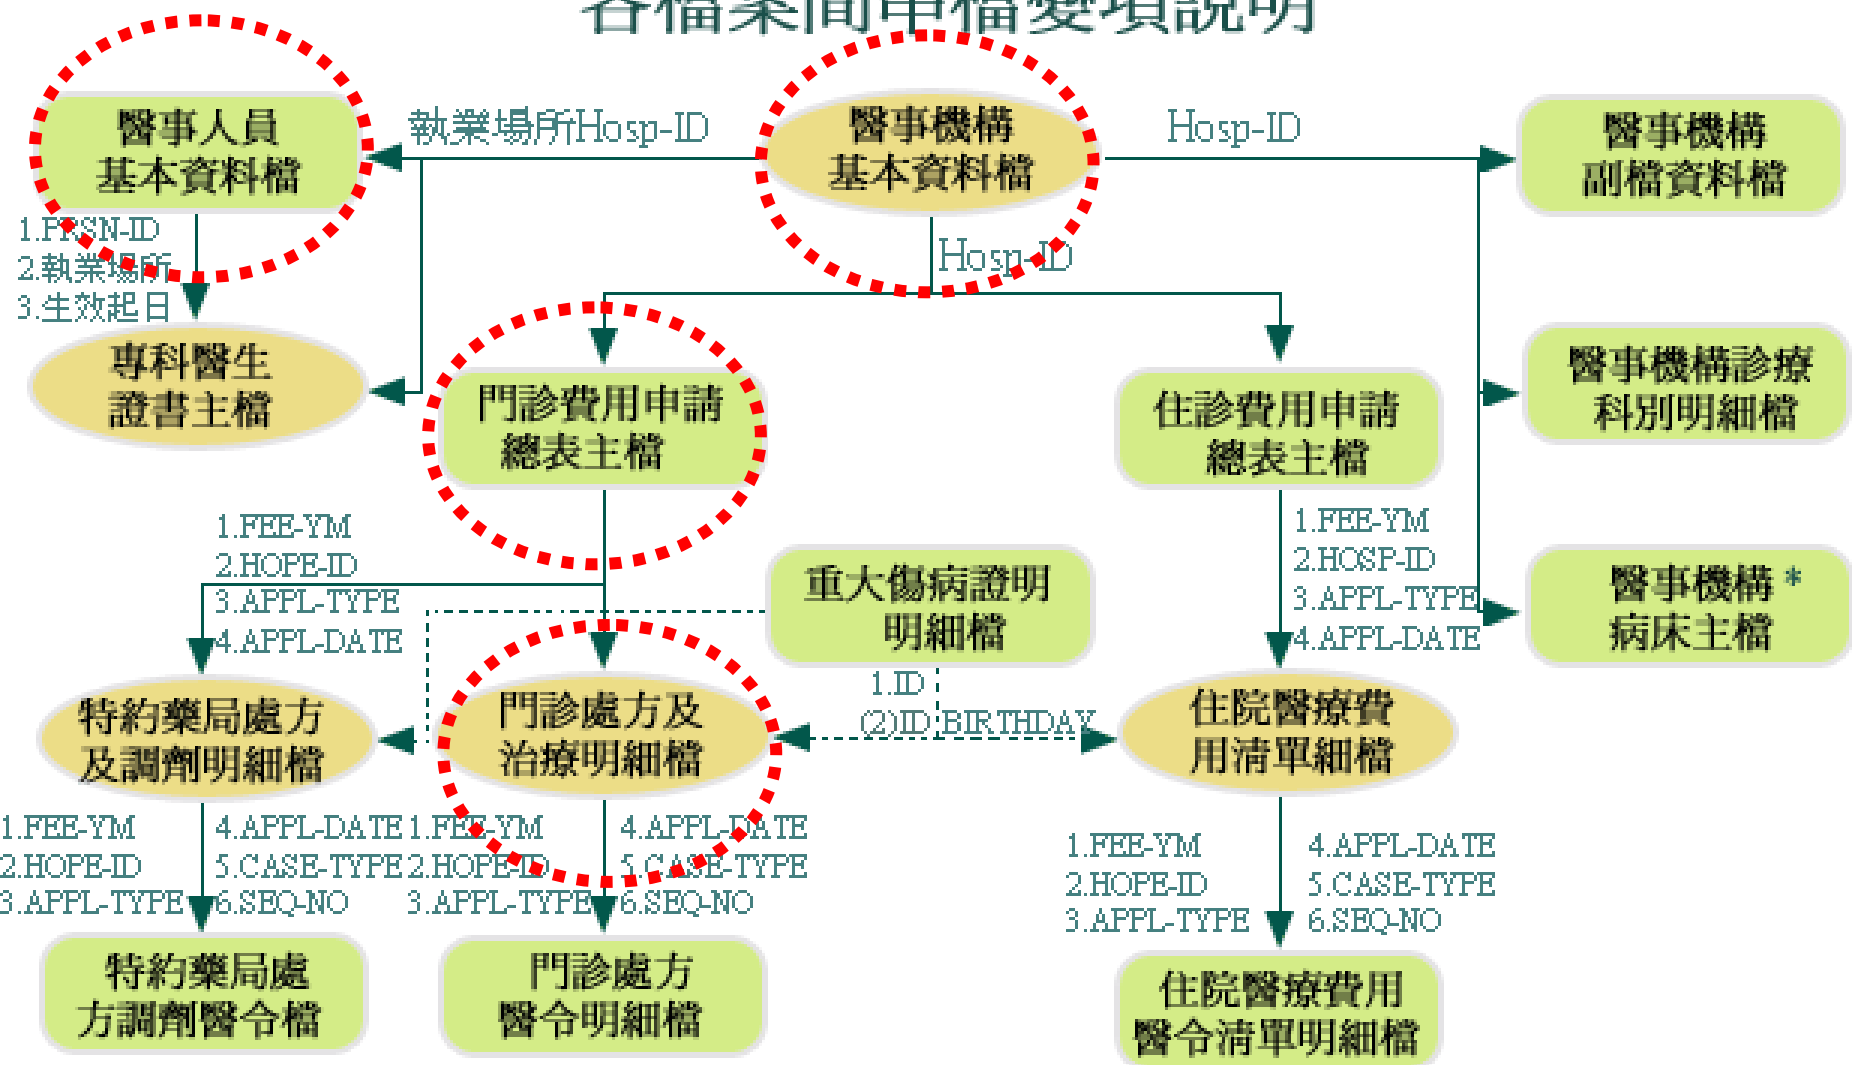 各檔案間串檔變項說明
醫事人員
基本資料檔
執業場所Hosp-ID
醫事機構
基本資料檔
Hosp-ID
醫事機構
副檔資料檔
1.PRSN-ID
2.執業場所
3.生效起日
Hosp-ID
專科醫生
證書主檔
門診費用申請
總表主檔
住診費用申請
總表主檔
醫事機構診療
科別明細檔
1.FEE-YM
2.HOPE-ID
3.APPL-TYPE
4.APPL-DATE
重大傷病證明
明細檔
1.FEE-YM
2.HOSP-ID
3.APPL-TYPE
4.APPL-DATE
醫事機構*
病床主檔
1.ID
(2)ID BIRTHDAY
特約藥局處方
及調劑明細檔
門診處方及
治療明細檔
住院醫療費
用清單細檔
1.FEE-YM
2.HOPE-ID
3.APPL-TYPE
4.APPL-DATE
5.CASE-TYPE
6.SEQ-NO
1.FEE-YM
2.HOPE-ID
3.APPL-TYPE
4.APPL-DATE
5.CASE-TYPE
6.SEQ-NO
1.FEE-YM
2.HOPE-ID
3.APPL-TYPE
4.APPL-DATE
5.CASE-TYPE
6.SEQ-NO
特約藥局處
方調劑醫令檔
門診處方
醫令明細檔
住院醫療費用
醫令清單明細檔